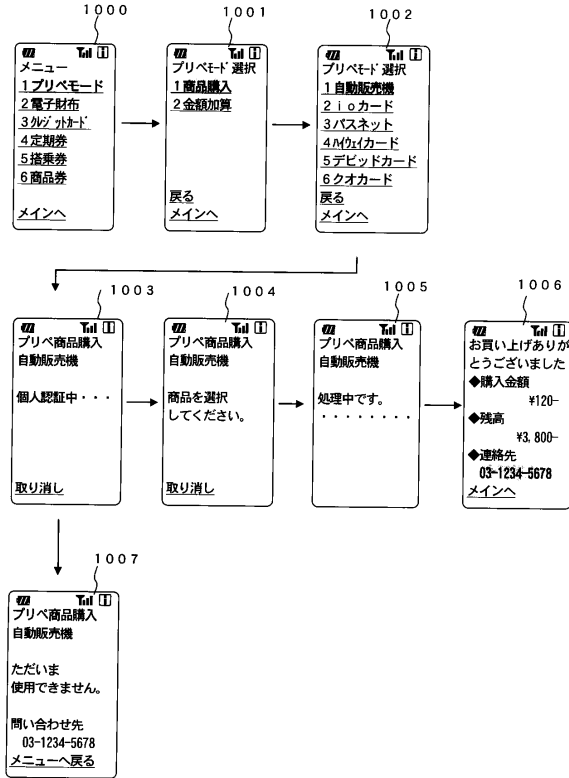 1000
メニュー
1プリペモード
2電子財布
3クレジットカード
4定期券
5搭乗券
6商品券
メインへ
1001
プリペモード選択
1商品購入
2金額加算
戻る
メインへ
1002
プリペモード選択
1自動販売機
2ioカード
3パスネット
4ハイウェイカード
5デビッドカード
6クオカード
戻る
メインへ
1003
プリペ商品購入
自動販売機
個人認証中・・・
取り消し
1004
プリペ商品購入
自動販売機
商品を選択
してください。
取り消し
1005
プリペ商品購入
自動販売機
処理中です。
・・・・・・・・
1006
お買い上げありが
とうございました
◆購入金額
¥120-
◆残高
¥3,800-
◆連絡先
03-1234-5678
メインへ
1007
プリペ商品購入
自動販売機
ただいま
使用できません。
問い合わせ先
03-1234-5678
メニューへ戻る